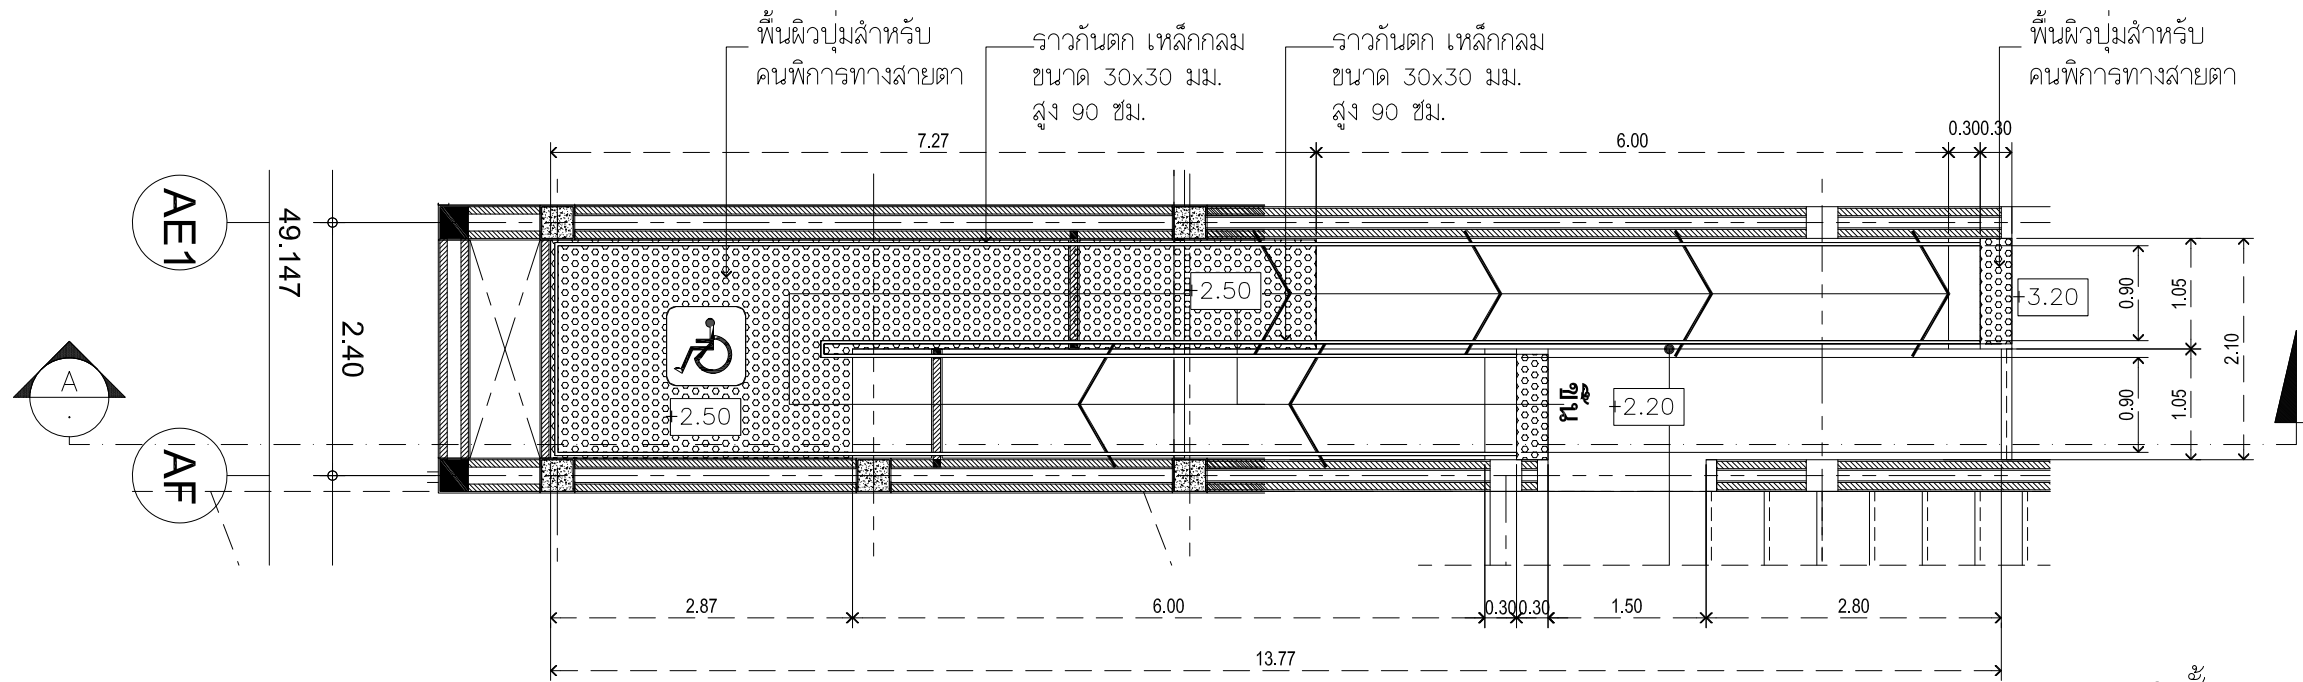 พื้นผิวปุ่มสำหรับ
คนพิการทางสายตา
ราวกันตก เหล็กกลม
ขนาด 30x30 มม.
สูง 90 ซม.
ราวกันตก เหล็กกลม
ขนาด 30x30 มม.
สูง 90 ซม.
พื้นผิวปุ่มสำหรับ
คนพิการทางสายตา
7.27
6.00
0.30
0.30
AE1
49.147
2.40
AF
A
+2.50
+2.50
+2.20
+3.20
0.90
1.05
2.10
0.90
1.05
2.87
6.00
0.30
0.30
1.50
2.80
13.77